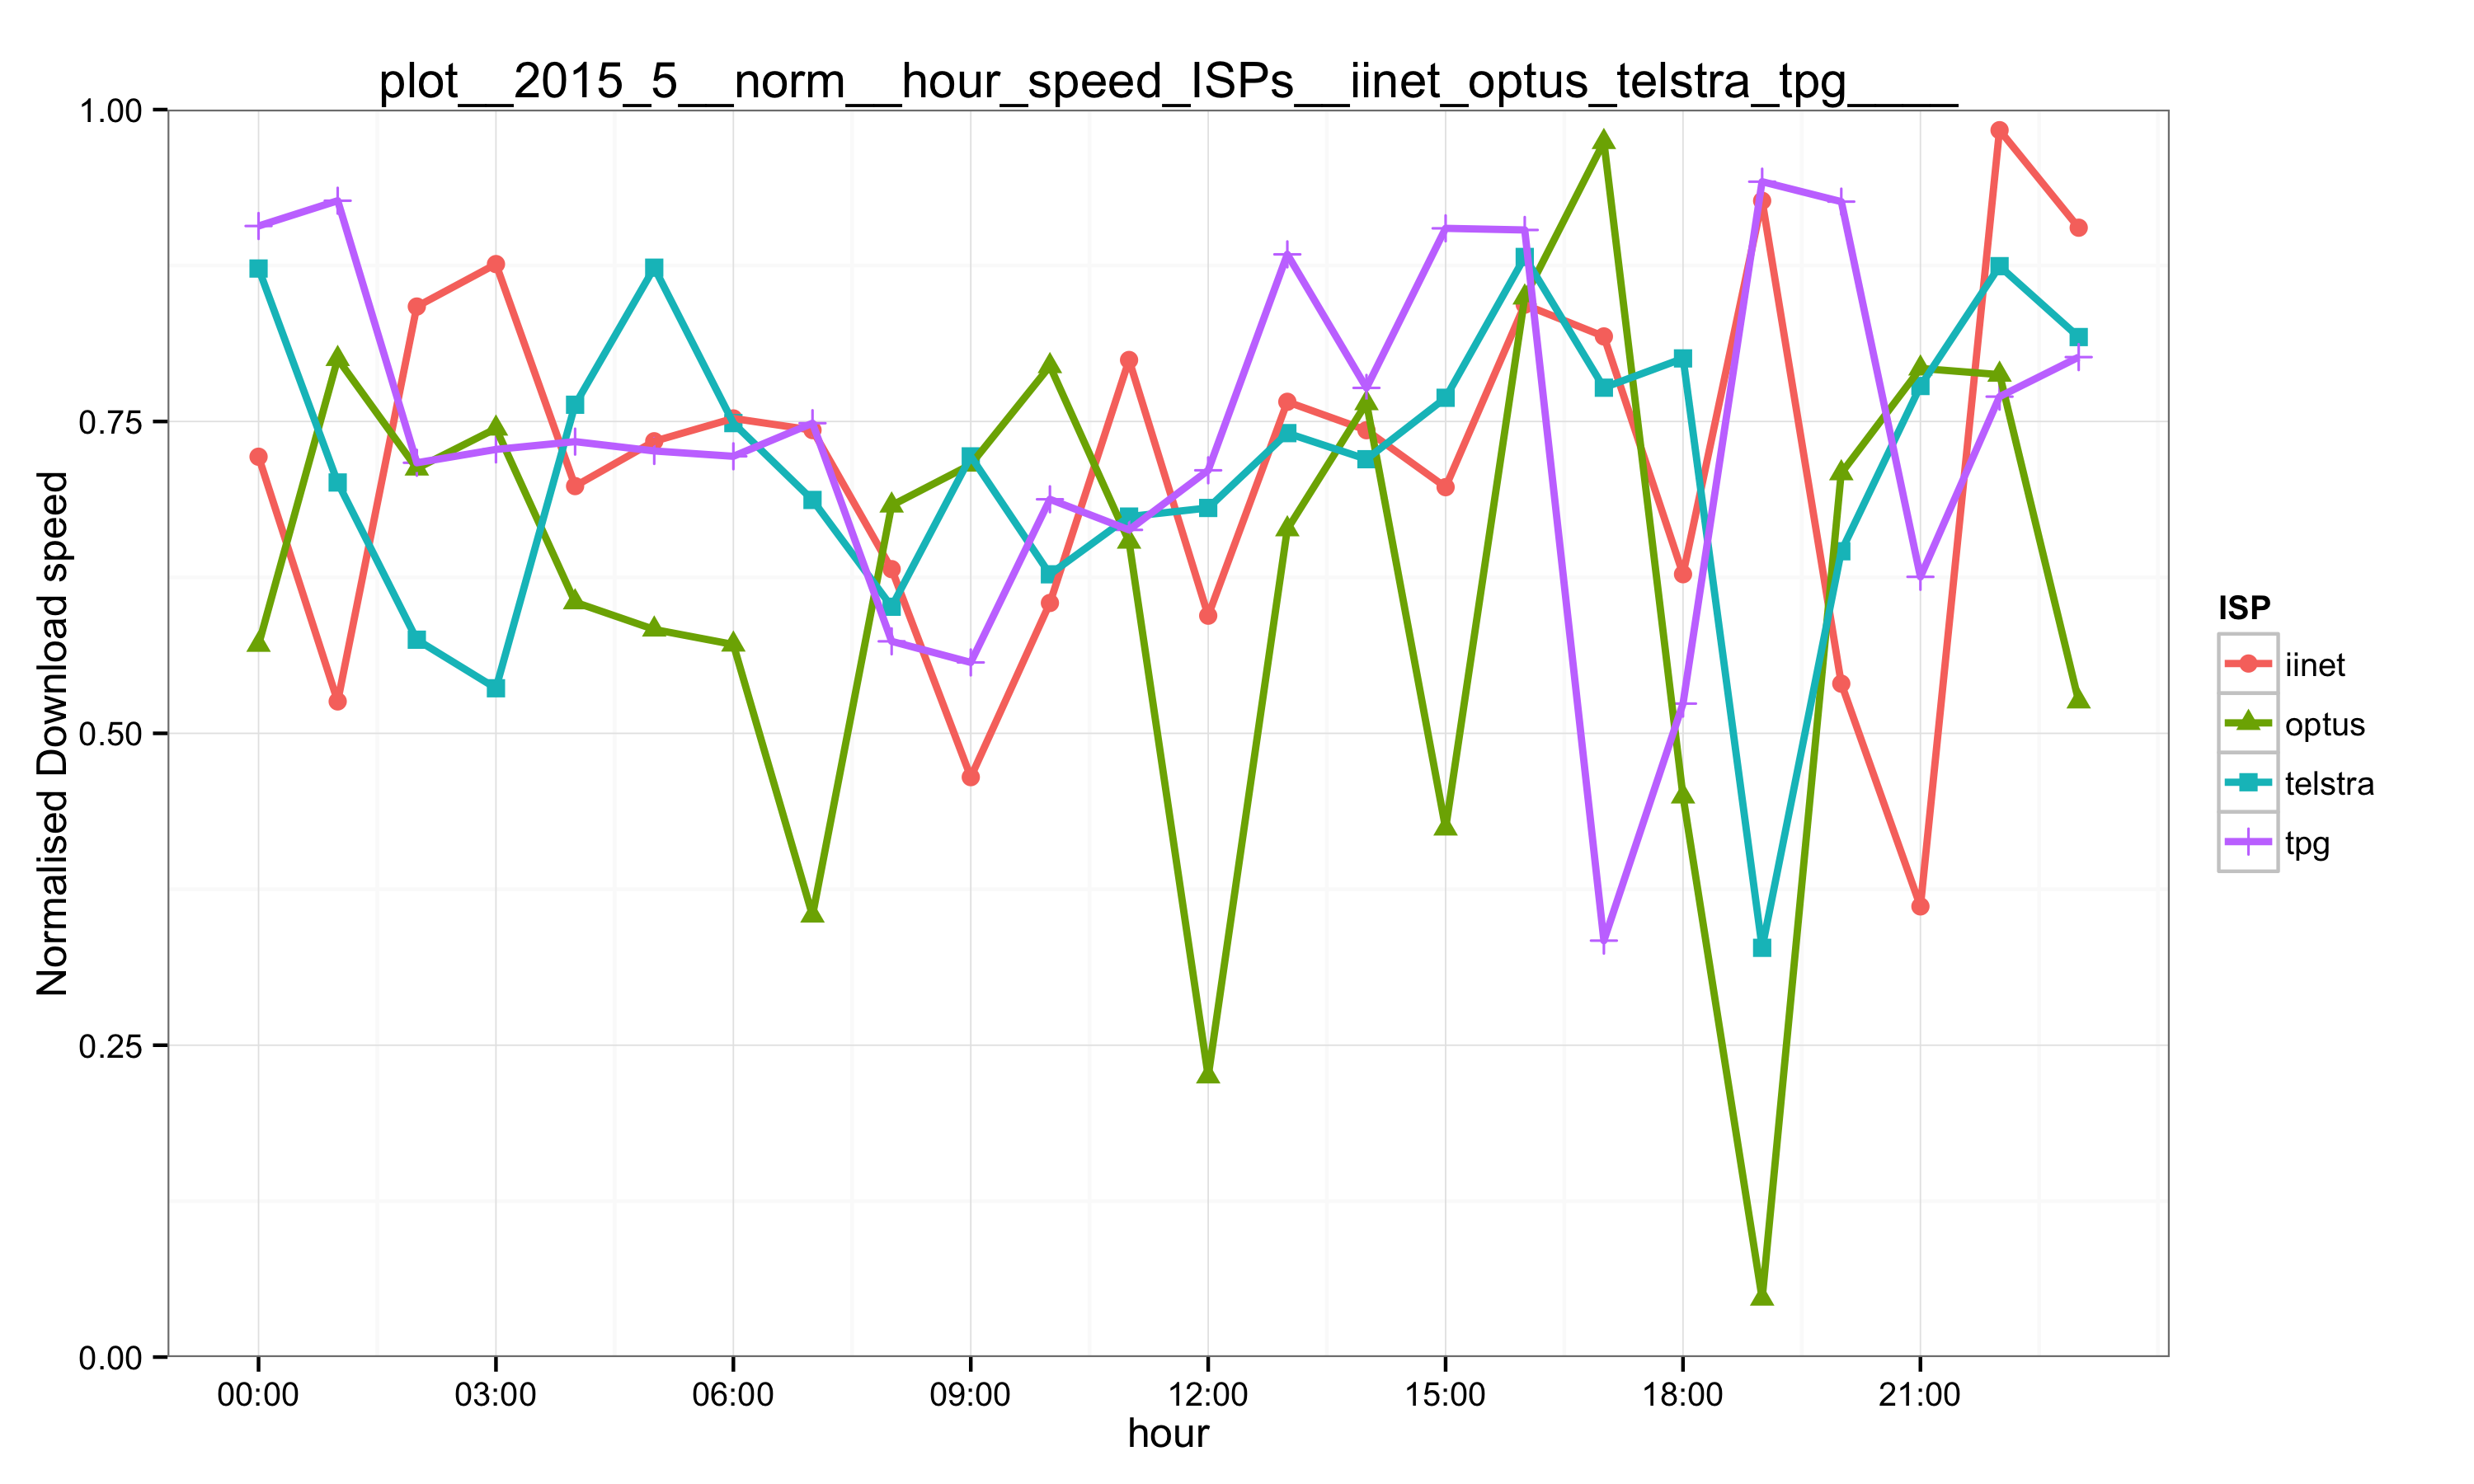 plot__2015_5__norm__hour_speed_ISPs__iinet_optus_telstra_tpg____
1.00
0.75
0.50
0.25
0.00
Normalised Download speed
00:00 03:00 06:00 09:00 12:00 15:00 18:00 21:00
hour
ISP
iinet
optus
telstra
tpg